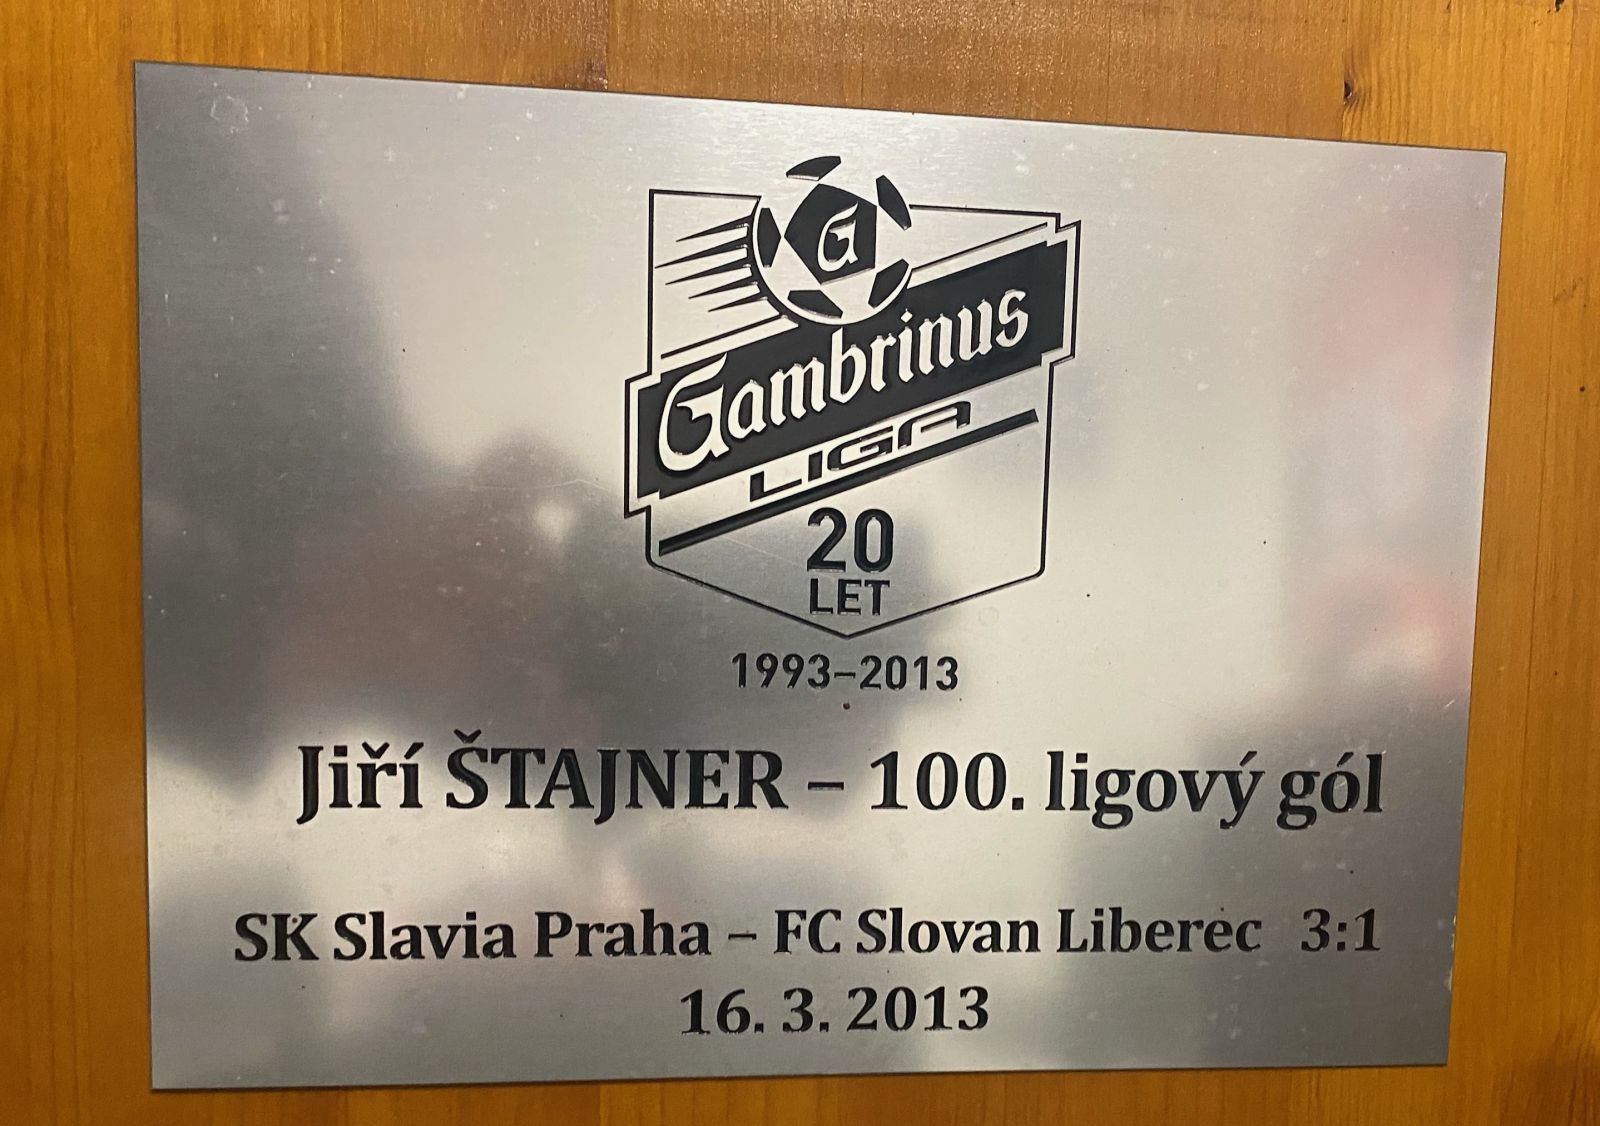 G
Gambrinus
LIGA
20
LET
1993–2013
Jiří ŠTAJNER – 100. ligový gól
SK Slavia Praha – FC Slovan Liberec 3:1
16. 3. 2013